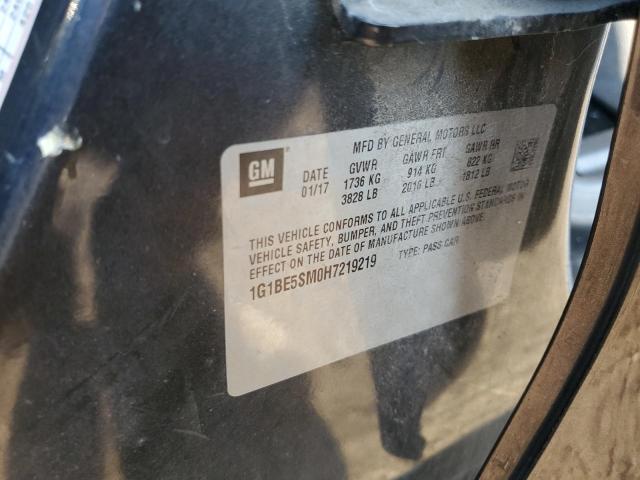 MFD BY GENERAL MOTORS LLC
GM
DATE GVWR GAWR FRT GAWR RR
01/17 1736 KG 914 KG 822 KG
3828 LB 2016 LB 1812 LB
THIS VEHICLE CONFORMS TO ALL APPLICABLE U.S. FEDERAL MOTOR
VEHICLE SAFETY, BUMPER, AND THEFT PREVENTION STANDARDS IN
EFFECT ON THE DATE OF MANUFACTURE SHOWN ABOVE.
1G1BE5SM0H7219219 TYPE: PASS CAR